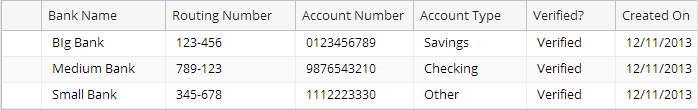 Bank Name Routing Number Account Number Account Type Verified? Created On
BIg Bank 123-456 0123456789 Savings Verified 12/11/2013
Medium Bank 789-123 9876543210 Checking Verified 12/11/2013
Small Bank 345-678 1112223330 Other Verified 12/11/2013